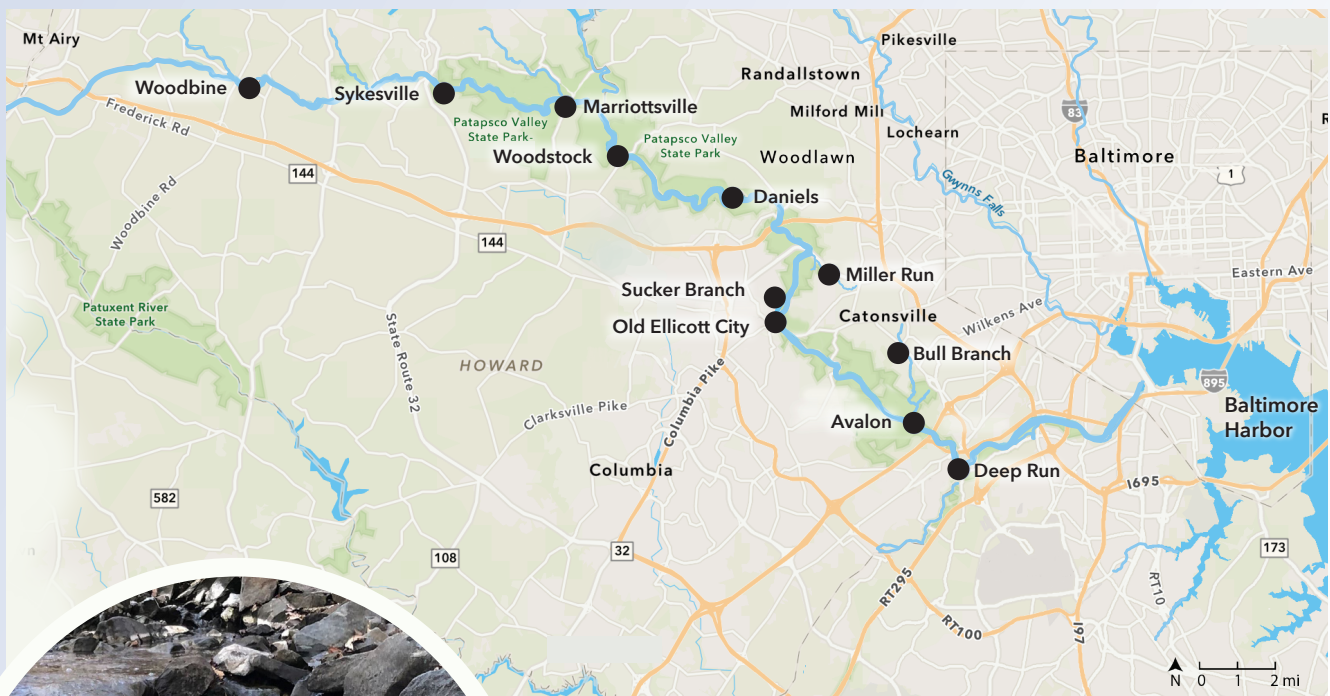 Mt Airy
Pikesville
Randallstown
Woodbine
Sykesville
Marriottsville
Milford Mill
83
Frederick Rd
Patapsco Valley
State Park-
Patapsco Valley
State Park
Lochearn
Woodstock
Woodlawn
Baltimore
144
1
Gwynns Falls
Daniels
Woodbine Rd
144
Miller Run
Eastern Ave
Sucker Branch
Patuxent River
State Park
Old Ellicott City
Catonsville
Wilkens Ave
State Route 32
HOWARD
Bull Branch
895
Columbia Pike
Clarksville Pike
Baltimore
Harbor
Avalon
Columbia
Deep Run
I695
582
32
108
173
RT295
RT10
RT100
I97
N 0 1 2 mi